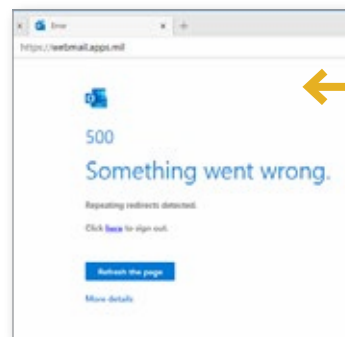 Error
https://webmail.apps.mil
500
Something went wrong.
Repeating redirects detected.
Click here to sign out.
Refresh the page
More details